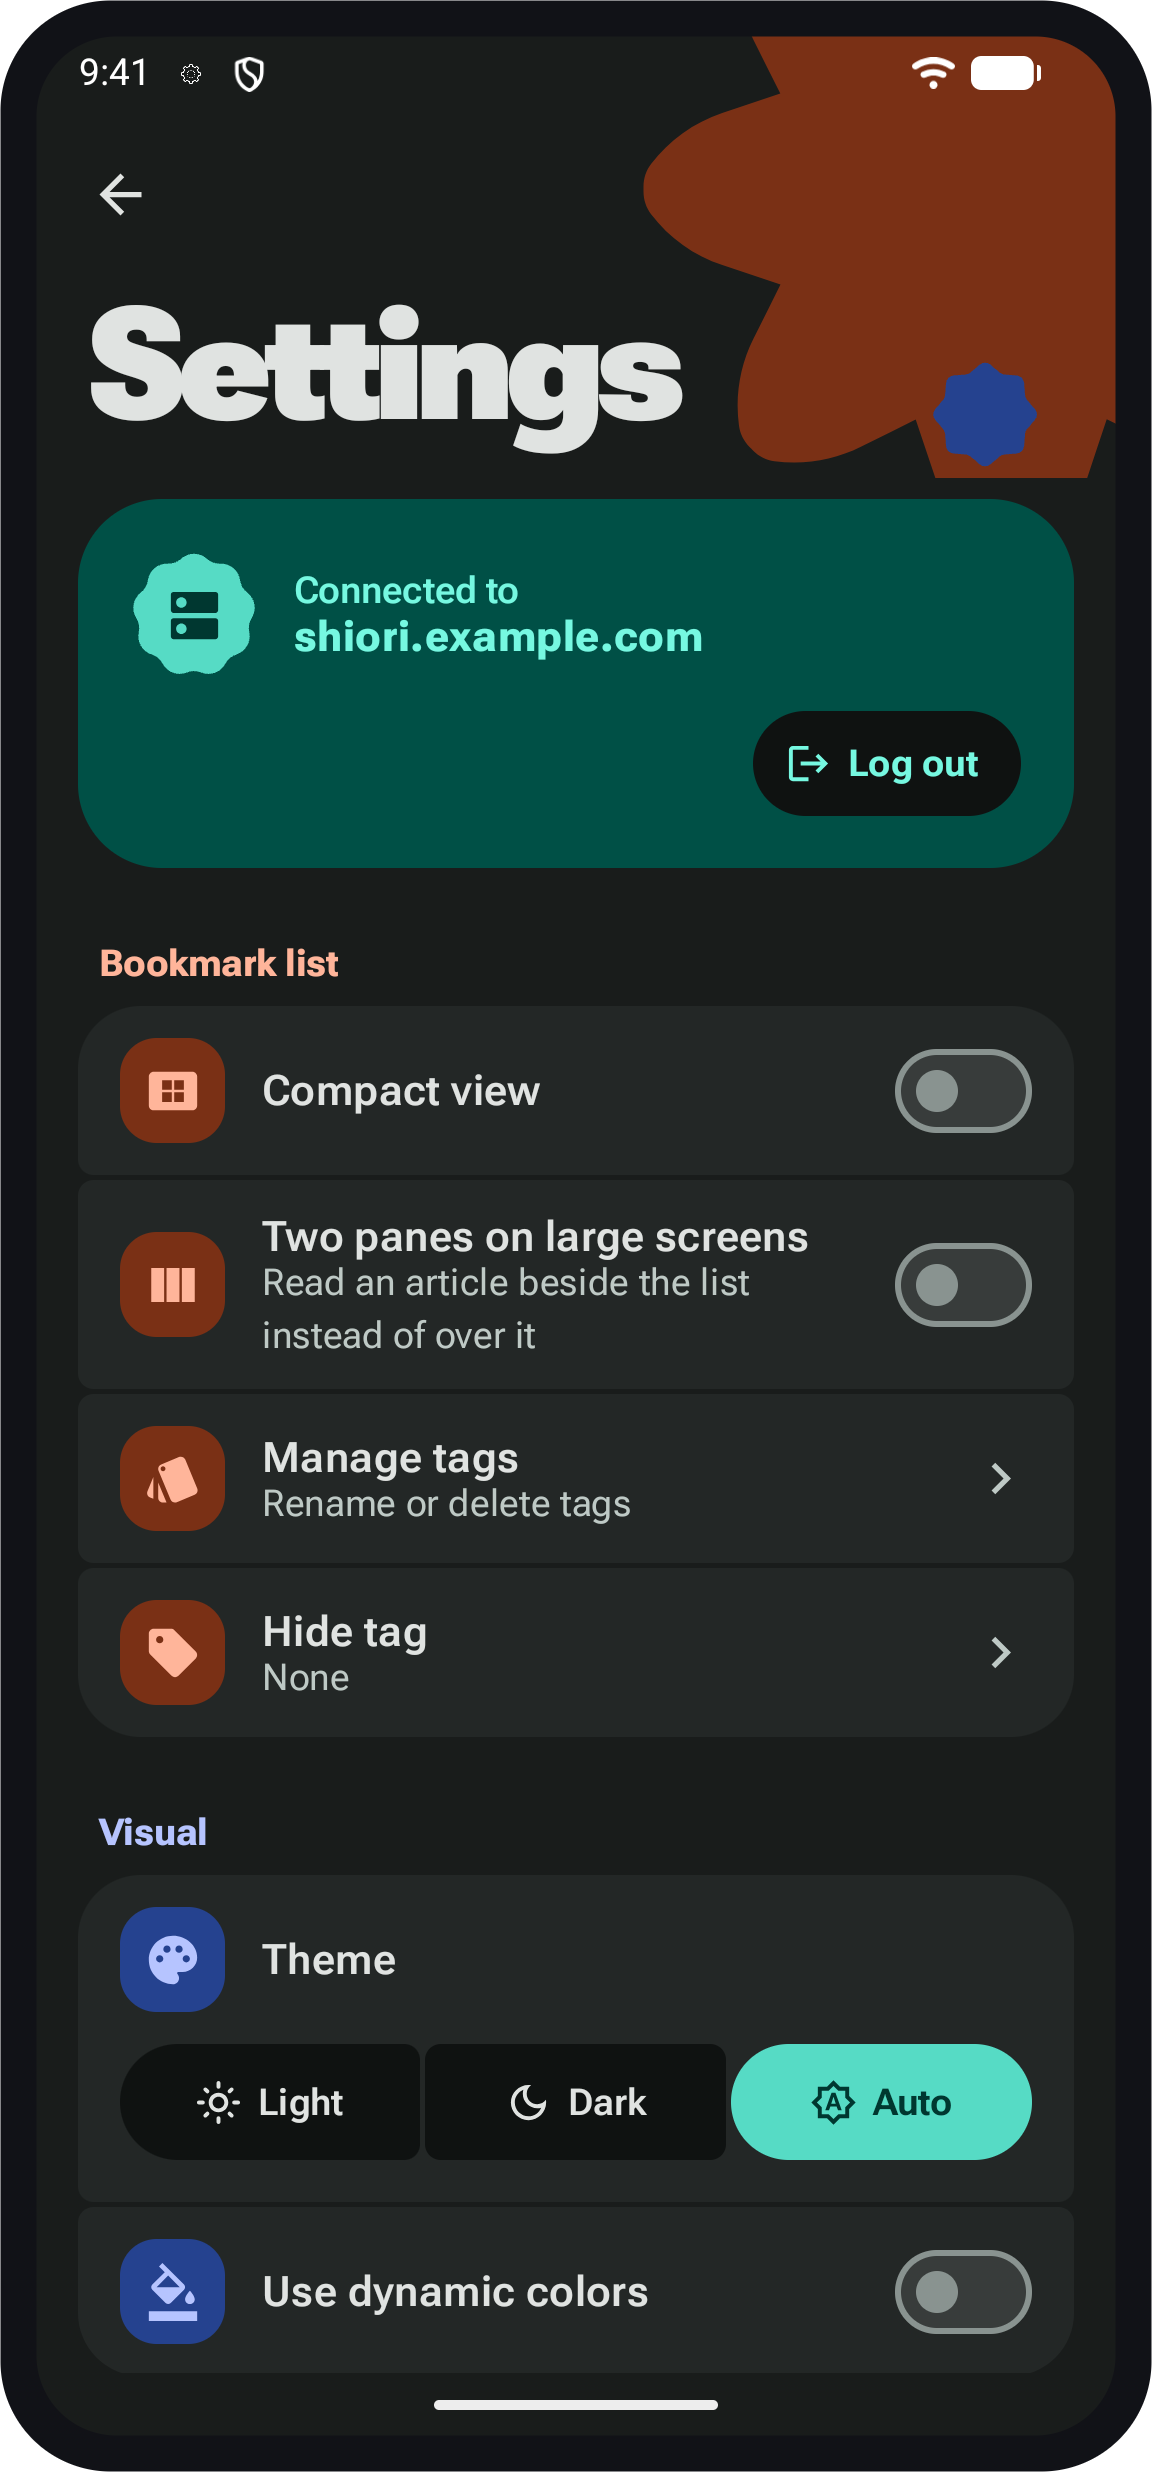 9:41
Settings
Connected to
shiori.example.com
Log out
Bookmark list
Compact view
Two panes on large screens
Read an article beside the list
instead of over it
Manage tags
Rename or delete tags
Hide tag
None
Visual
Theme
Light
Dark
Auto
Use dynamic colors